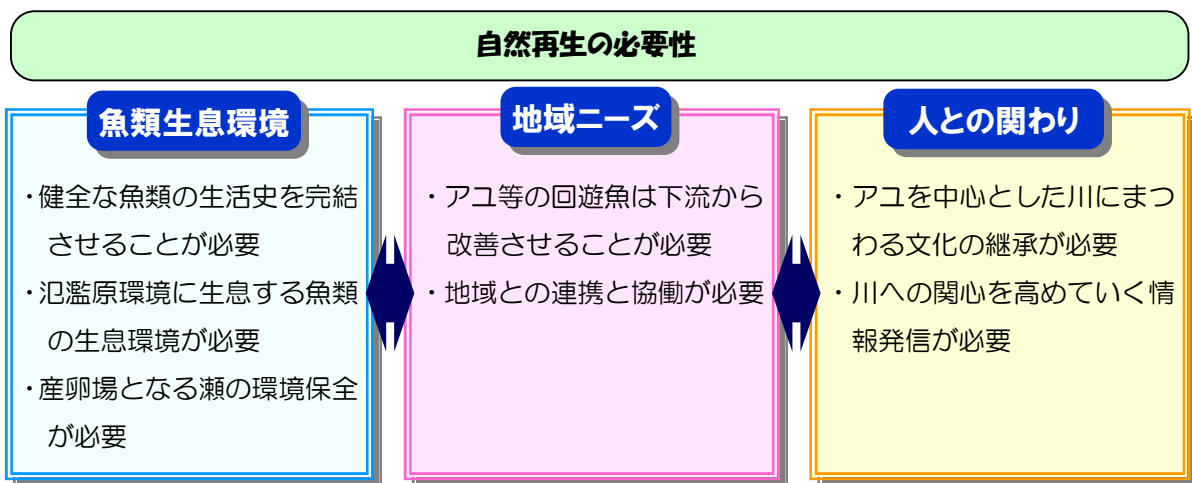 自然再生の必要性
魚類生息環境
・健全な魚類の生活史を完結
させることが必要
・氾濫原環境に生息する魚類
の生息環境が必要
・産卵場となる瀬の環境保全
が必要
地域ニーズ
・アユ等の回遊魚は下流から
改善させることが必要
・地域との連携と協働が必要
人との関わり
・アユを中心とした川にまつ
わる文化の継承が必要
・川への関心を高めていく情
報発信が必要